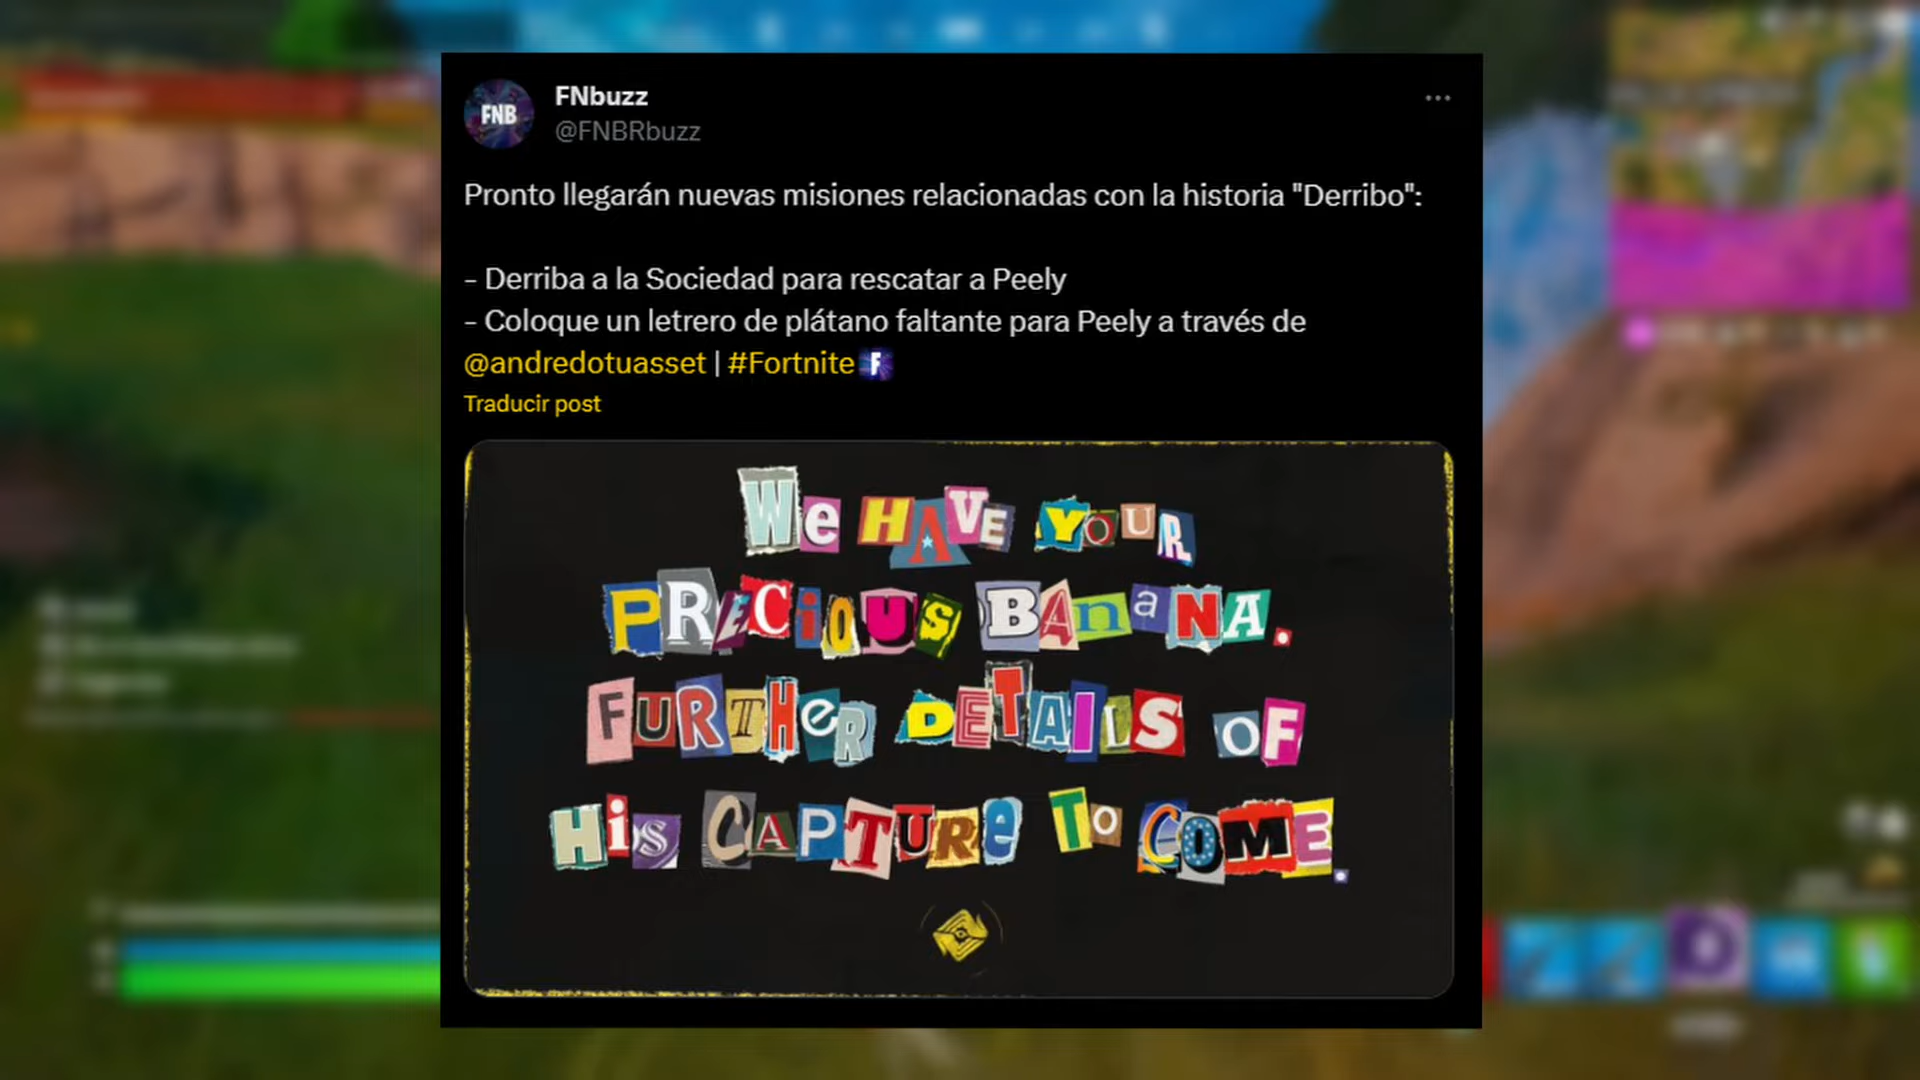 FNB
FNbuzz
@FNBRbuzz
Pronto llegarán nuevas misiones relacionadas con la historia "Derribo":
– Derriba a la Sociedad para rescatar a Peely
– Coloque un letrero de plátano faltante para Peely a través de
@andredotuasset | #Fortnite
Traducir post
We HAVE YOUR
PRECiOUS BANanaNA.
FURTHeR DETAILS OF
HiS CAPTURe To COME.